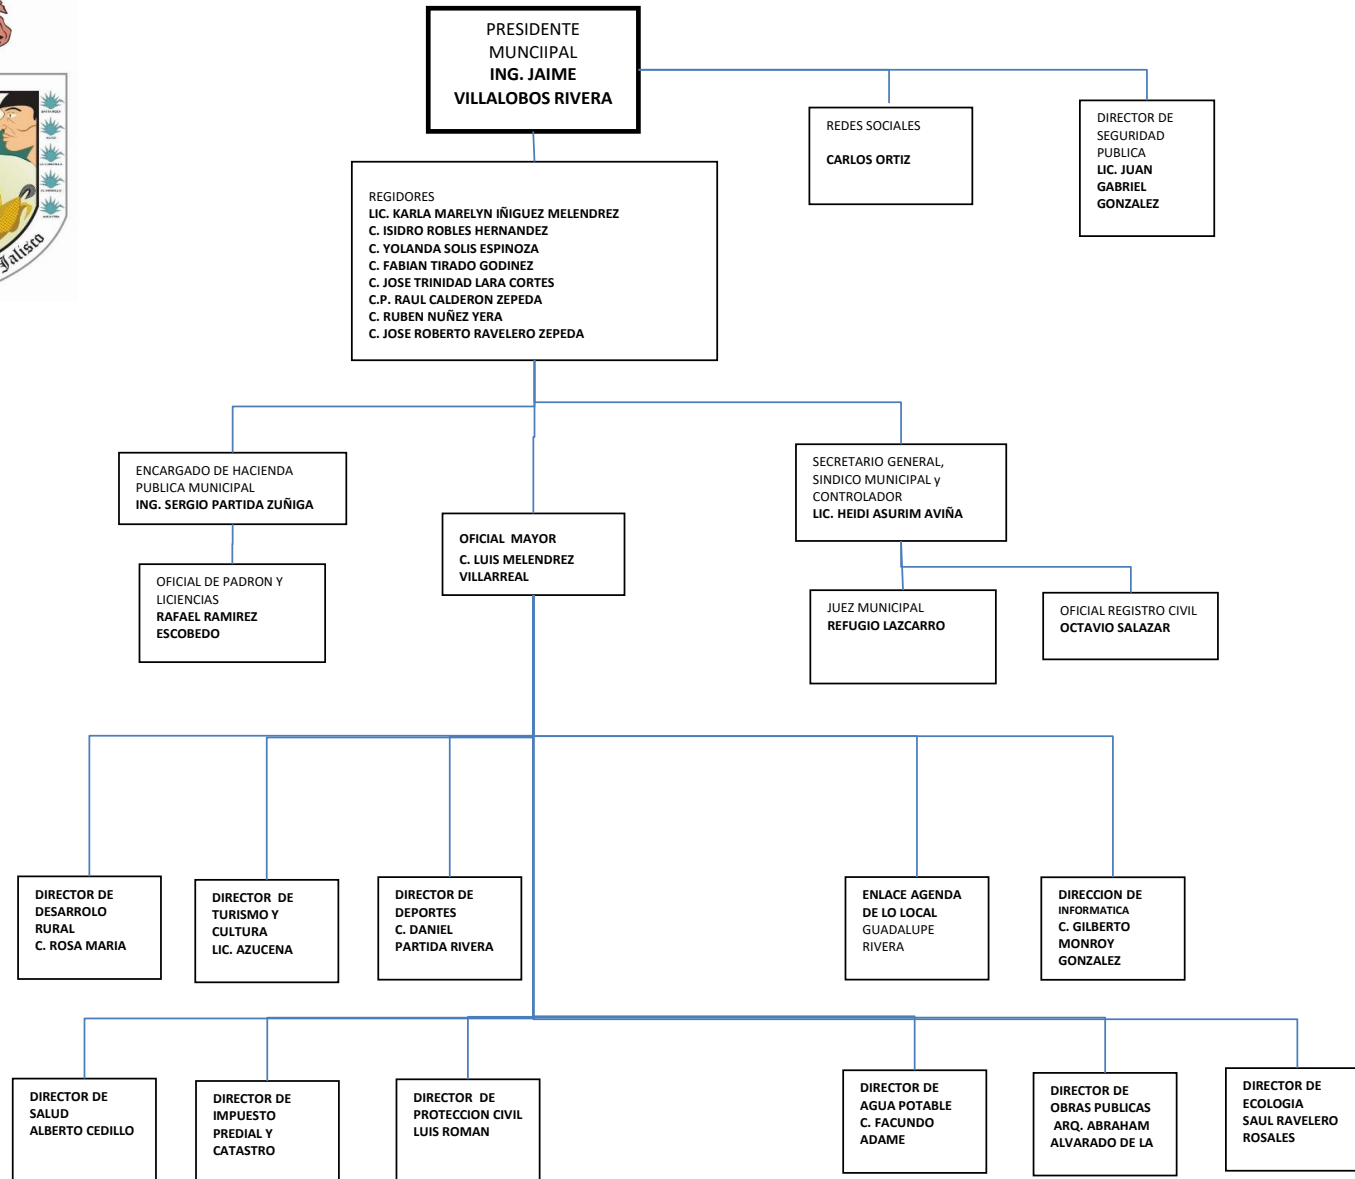 PRESIDENTE
MUNCIIPAL
ING. JAIME
VILLALOBOS RIVERA
REDES SOCIALES
CARLOS ORTIZ
DIRECTOR DE
SEGURIDAD
PUBLICA
LIC. JUAN
GABRIEL
GONZALEZ
Jalisco
REGIDORES
LIC. KARLA MARELYN IÑIGUEZ MELENDREZ
C. ISIDRO ROBLES HERNANDEZ
C. YOLANDA SOLIS ESPINOZA
C. FABIAN TIRADO GODINEZ
C. JOSE TRINIDAD LARA CORTES
C.P. RAUL CALDERON ZEPEDA
C. RUBEN NUÑEZ YERA
C. JOSE ROBERTO RAVELERO ZEPEDA
ENCARGADO DE HACIENDA
PUBLICA MUNICIPAL
ING. SERGIO PARTIDA ZUÑIGA
OFICIAL MAYOR
C. LUIS MELENDREZ
VILLARREAL
SECRETARIO GENERAL,
SINDICO MUNICIPAL y
CONTROLADOR
LIC. HEIDI ASURIM AVIÑA
OFICIAL DE PADRON Y
LICIENCIAS
RAFAEL RAMIREZ
ESCOBEDO
JUEZ MUNICIPAL
REFUGIO LAZCARRO
OFICIAL REGISTRO CIVIL
OCTAVIO SALAZAR
DIRECTOR DE
DESARROLO
RURAL
C. ROSA MARIA
DIRECTOR DE
TURISMO Y
CULTURA
LIC. AZUCENA
DIRECTOR DE
DEPORTES
C. DANIEL
PARTIDA RIVERA
ENLACE AGENDA
DE LO LOCAL
GUADALUPE
RIVERA
DIRECCION DE
INFORMATICA
C. GILBERTO
MONROY
GONZALEZ
DIRECTOR DE
SALUD
ALBERTO CEDILLO
DIRECTOR DE
IMPUESTO
PREDIAL Y
CATASTRO
DIRECTOR DE
PROTECCION CIVIL
LUIS ROMAN
DIRECTOR DE
AGUA POTABLE
C. FACUNDO
ADAME
DIRECTOR DE
OBRAS PUBLICAS
ARQ. ABRAHAM
ALVARADO DE LA
DIRECTOR DE
ECOLOGIA
SAUL RAVELERO
ROSALES